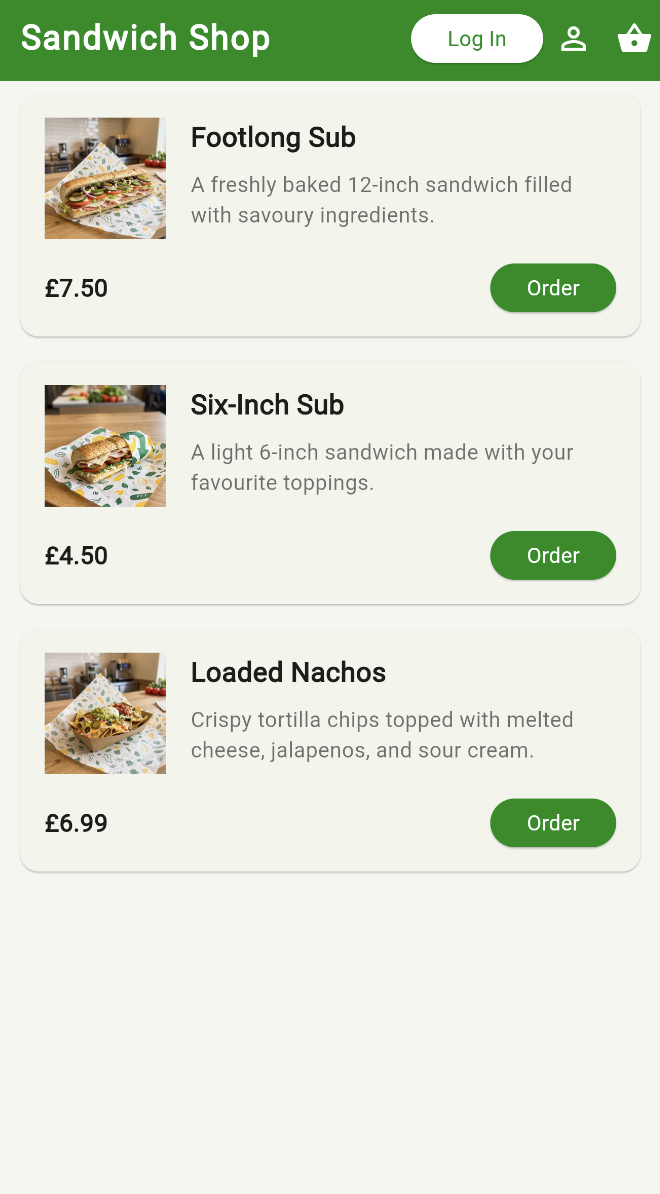 Sandwich Shop
Log In
Footlong Sub
A freshly baked 12-inch sandwich filled
with savoury ingredients.
£7.50
Order
Six-Inch Sub
A light 6-inch sandwich made with your
favourite toppings.
£4.50
Order
Loaded Nachos
Crispy tortilla chips topped with melted
cheese, jalapenos, and sour cream.
£6.99
Order